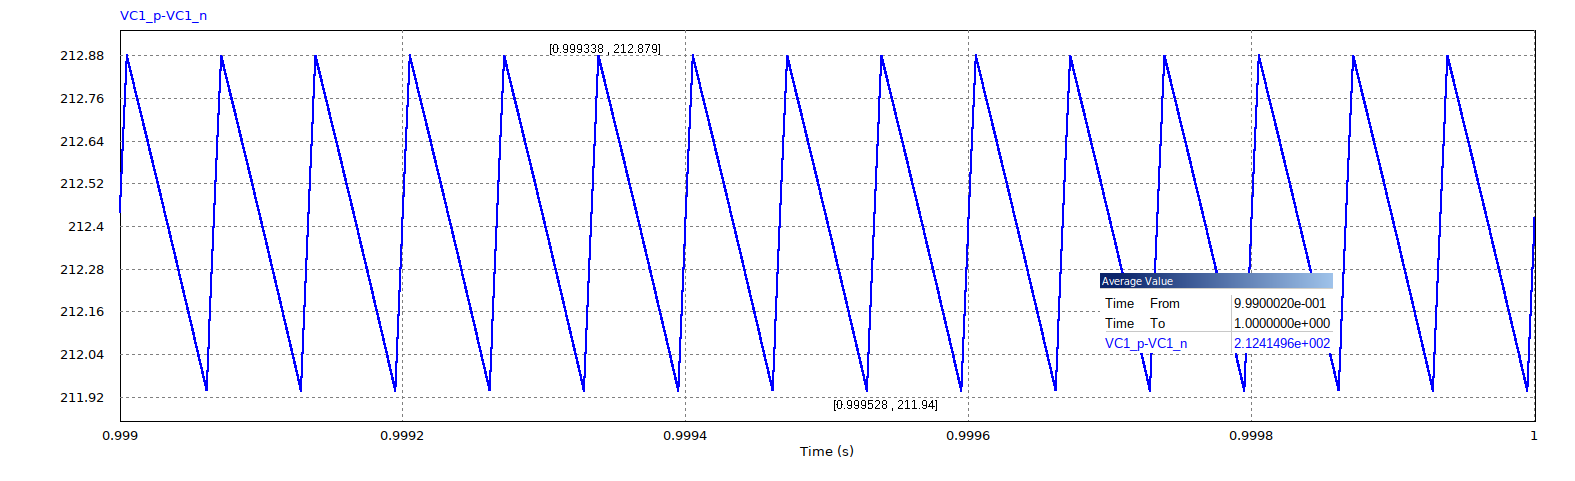 VC1_p-VC1_n
[0.999338 , 212.879]
212.88
212.76
212.64
212.52
212.4
212.28
212.16
212.04
211.92
Average Value
Time From 9.9900020e-001
Time To 1.0000000e+000
VC1_p-VC1_n 2.1241496e+002
[0.999528 , 211.94]
0.999 0.9992 0.9994 0.9996 0.9998 1
Time (s)